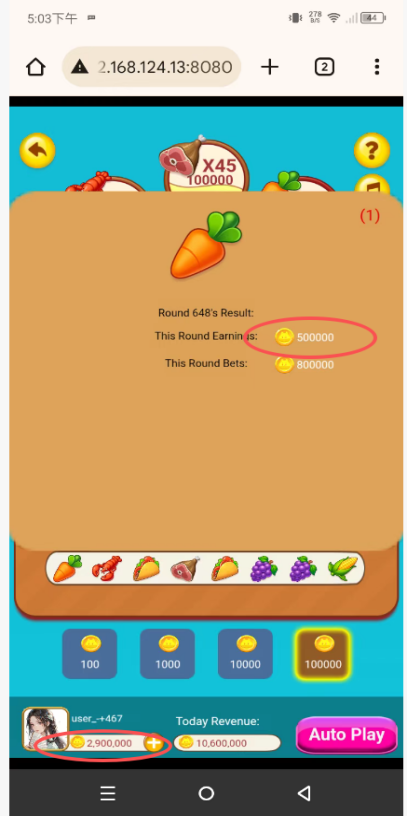 5:03下午
278
B/S
44
2.168.124.13:8080
2
?
X45
100000
(1)
Round 648's Result:
This Round Earnings: 500000
This Round Bets: 800000
100
1000
10000
100000
user_-+467
Today Revenue:
2,900,000
10,600,000
Auto Play